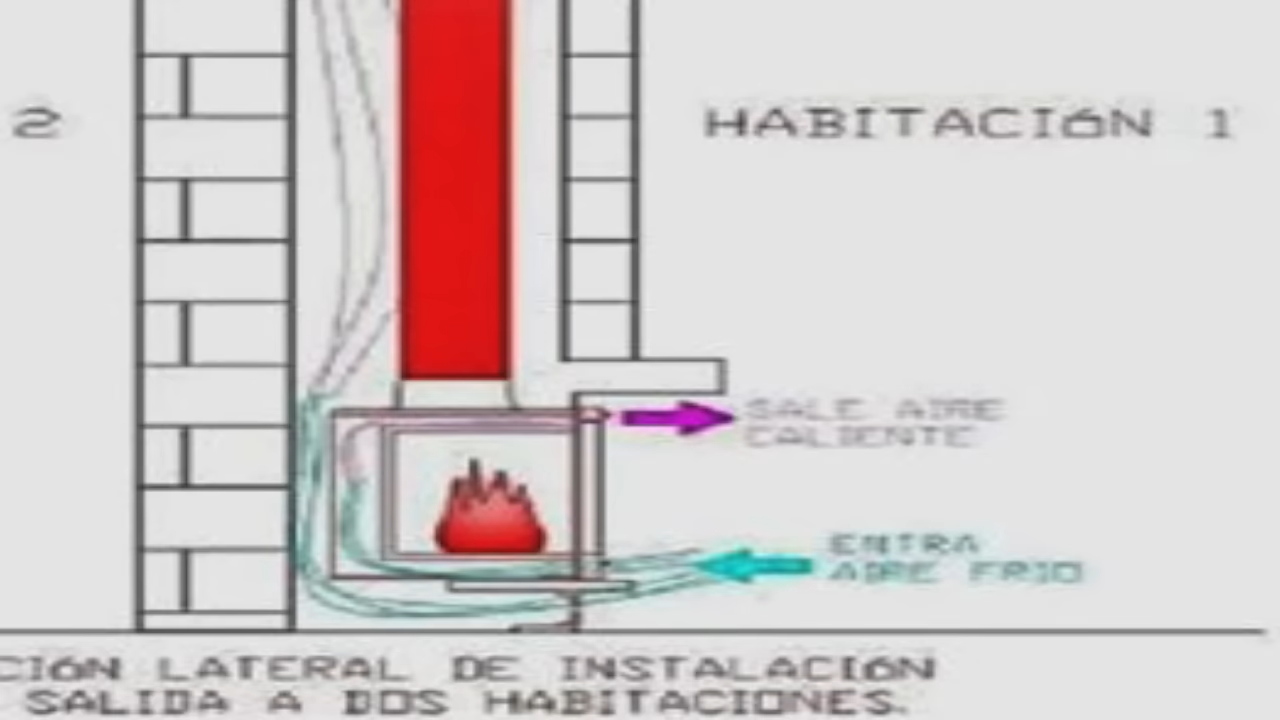 2
HABITACIÓN 1
SALE AIRE
CALIENTE
ENTRA
AIRE FRIO
CIÓN LATERAL DE INSTALACIÓN
SALIDA A DOS HABITACIONES.